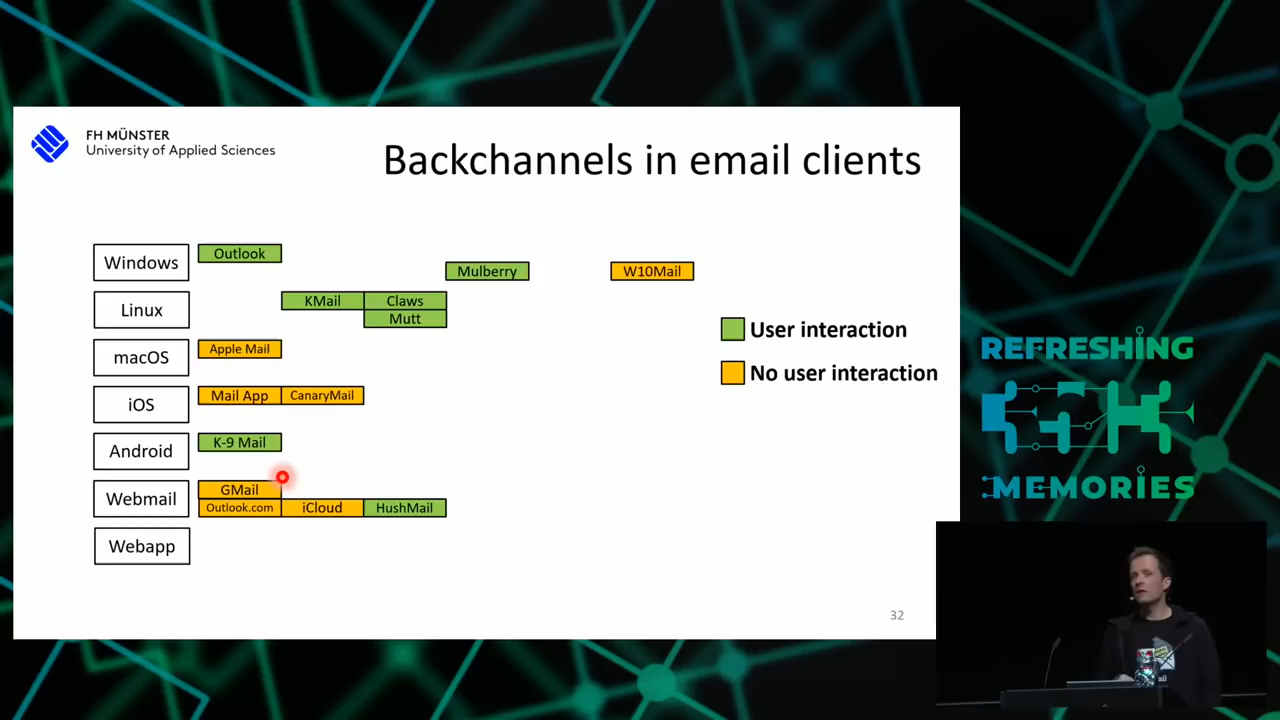 FH MÜNSTER
University of Applied Sciences
Backchannels in email clients
Windows
Outlook
Mulberry
W10Mail
Linux
KMail
Claws
Mutt
macOS
Apple Mail
iOS
Mail App
CanaryMail
Android
K-9 Mail
Webmail
GMail
Outlook.com
iCloud
HushMail
Webapp
User interaction
No user interaction
32
REFRESHING
MEMORIES